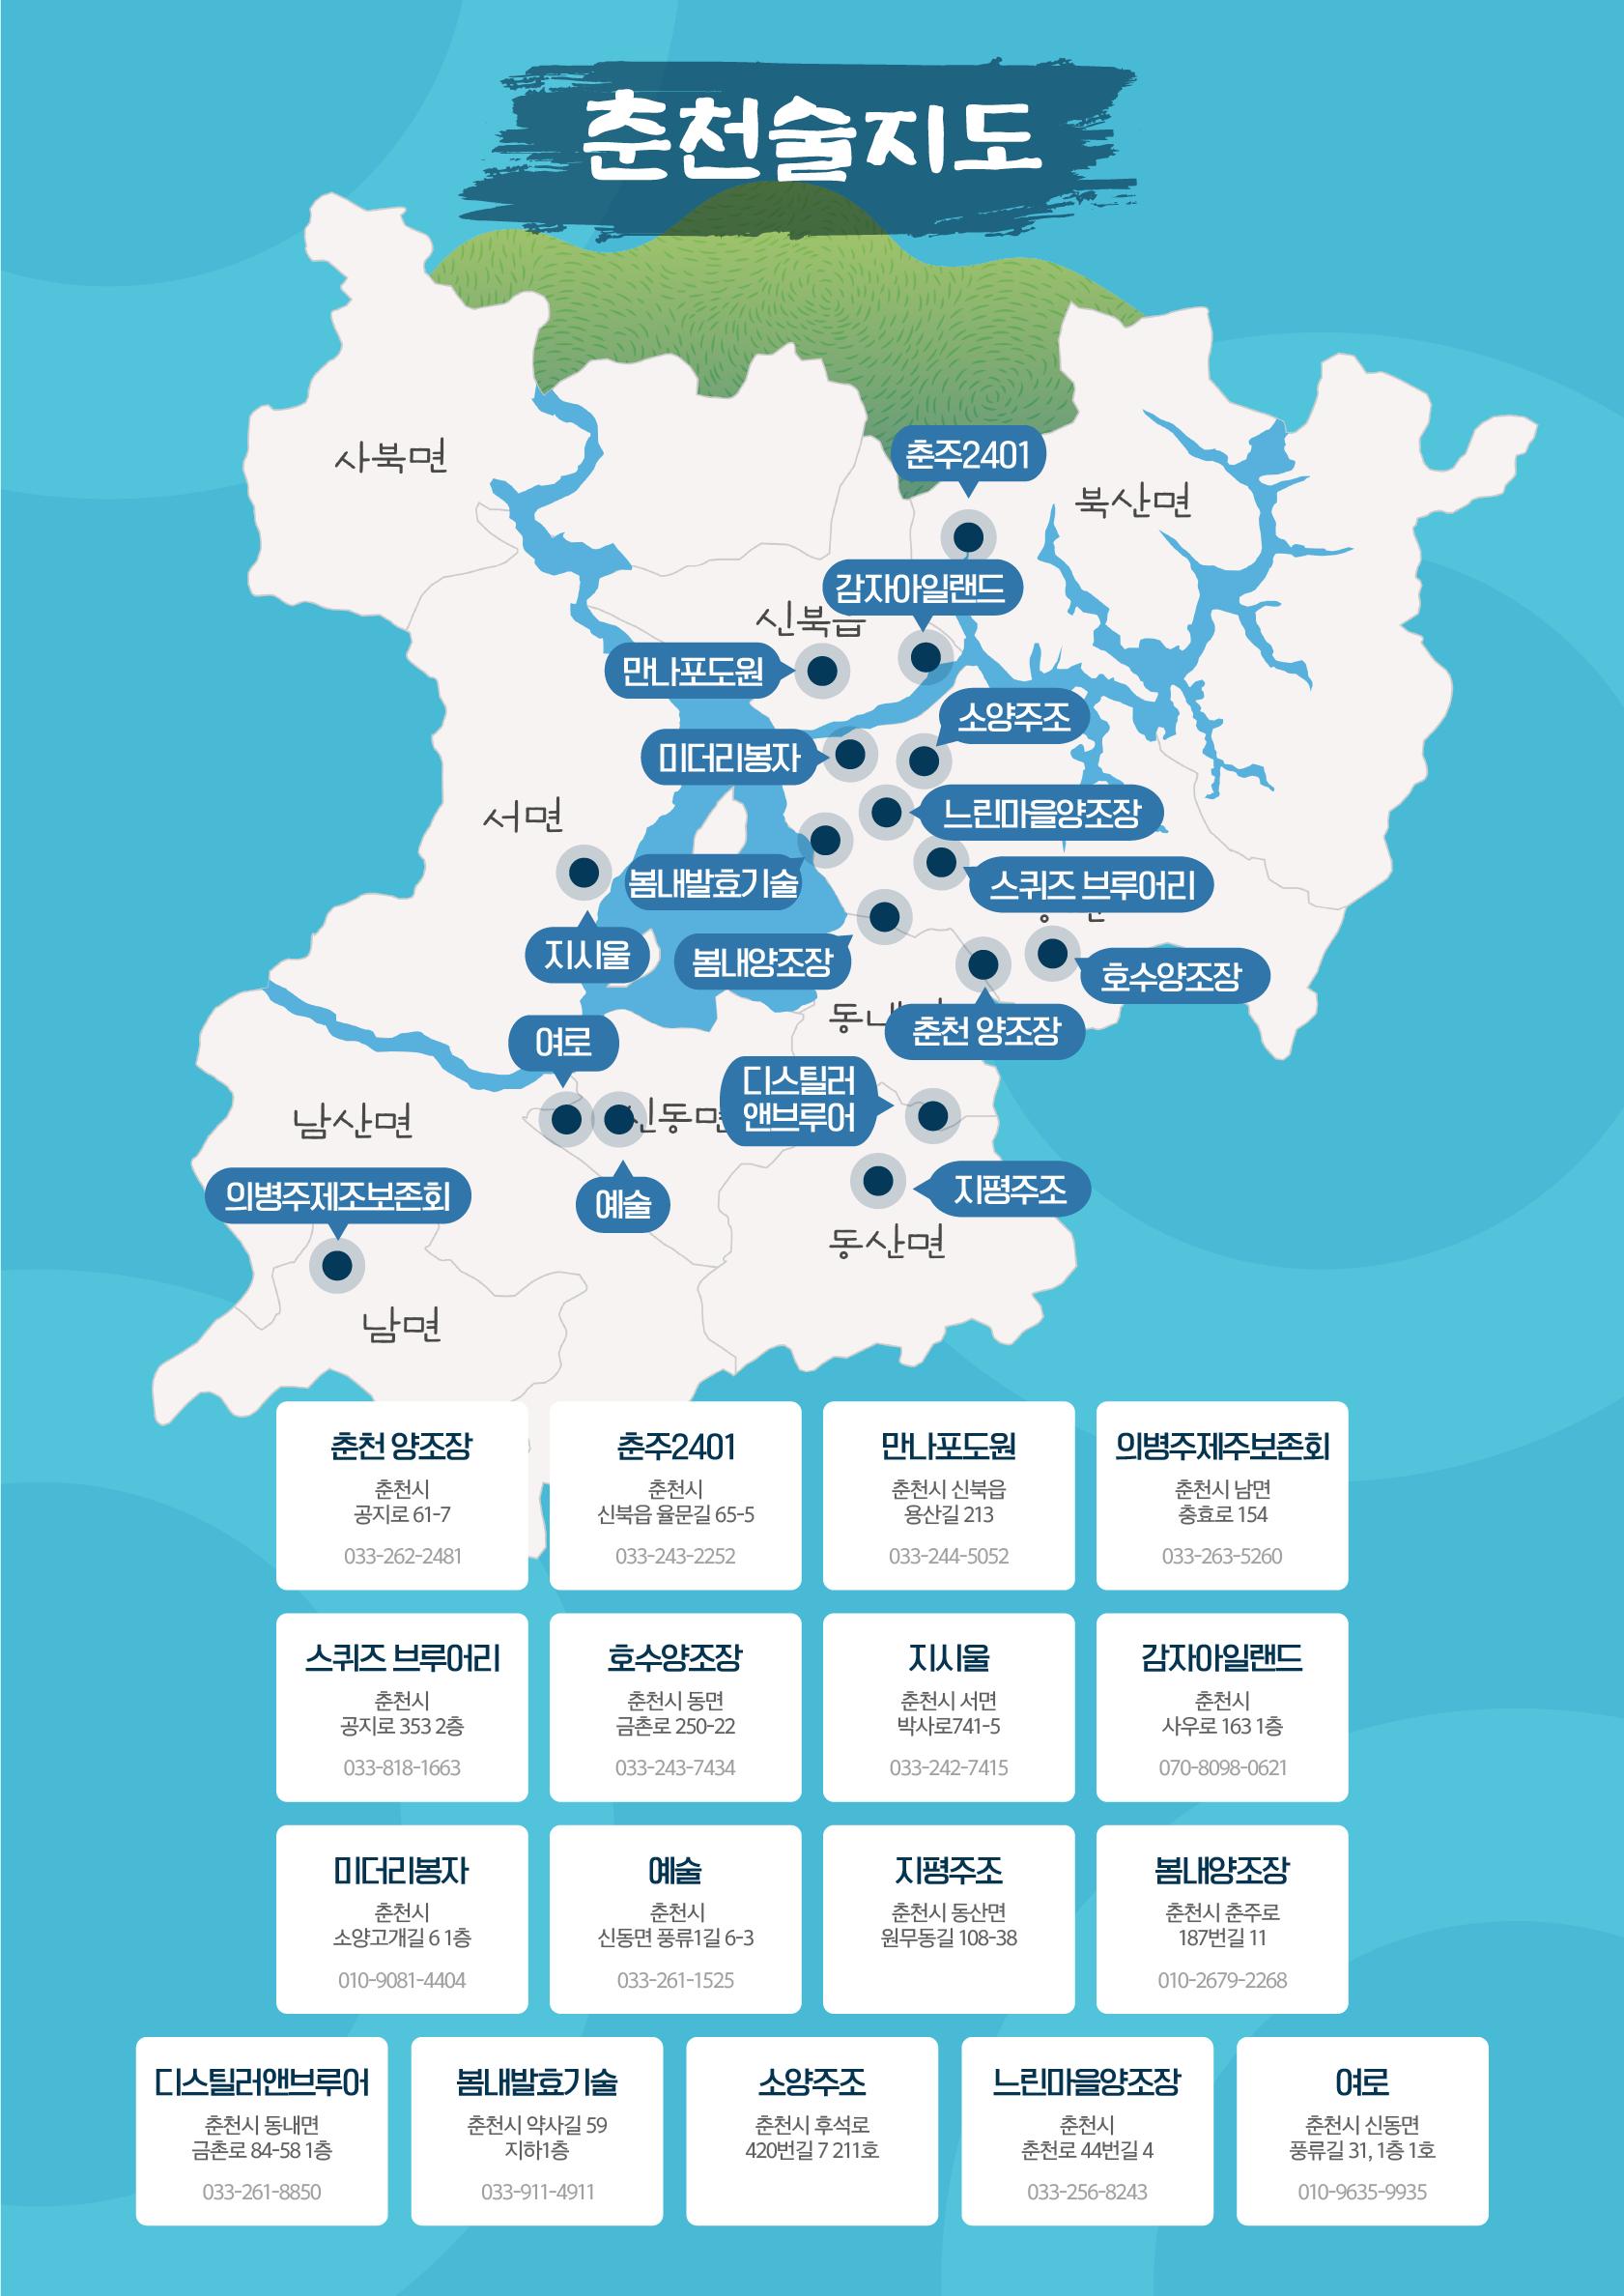 춘천술지도
사북면
춘주2401
북산면
감자아일랜드
신북읍
만나포도원
소양주조
미더리봉자
느린마을양조장
서면
봄내발효기술
스퀴즈 브루어리
지시울
봄내양조장
호수양조장
춘천 양조장
여로
디스틸러
앤브루어
남산면
신동면
의병주제조보존회
예술
지평주조
동산면
남면
춘천 양조장
춘천시
공지로 61-7
033-262-2481
춘주2401
춘천시
신북읍 율문길 65-5
033-243-2252
만나포도원
춘천시 신북읍
용산길 213
033-244-5052
의병주제주보존회
춘천시 남면
충효로 154
033-263-5260
스퀴즈 브루어리
춘천시
공지로 353 2층
033-818-1663
호수양조장
춘천시 동면
금촌로 250-22
033-243-7434
지시울
춘천시 서면
박사로741-5
033-242-7415
감자아일랜드
춘천시
사우로 163 1층
070-8098-0621
미더리봉자
춘천시
소양고개길 6 1층
010-9081-4404
예술
춘천시
신동면 풍류1길 6-3
033-261-1525
지평주조
춘천시 동산면
원무동길 108-38
봄내양조장
춘천시 춘주로
187번길 11
010-2679-2268
디스틸러앤브루어
춘천시 동내면
금촌로 84-58 1층
033-261-8850
봄내발효기술
춘천시 약사길 59
지하1층
033-911-4911
소양주조
춘천시 후석로
420번길 7 211호
느린마을양조장
춘천시
춘천로 44번길 4
033-256-8243
여로
춘천시 신동면
풍류길 31, 1층 1호
010-9635-9935